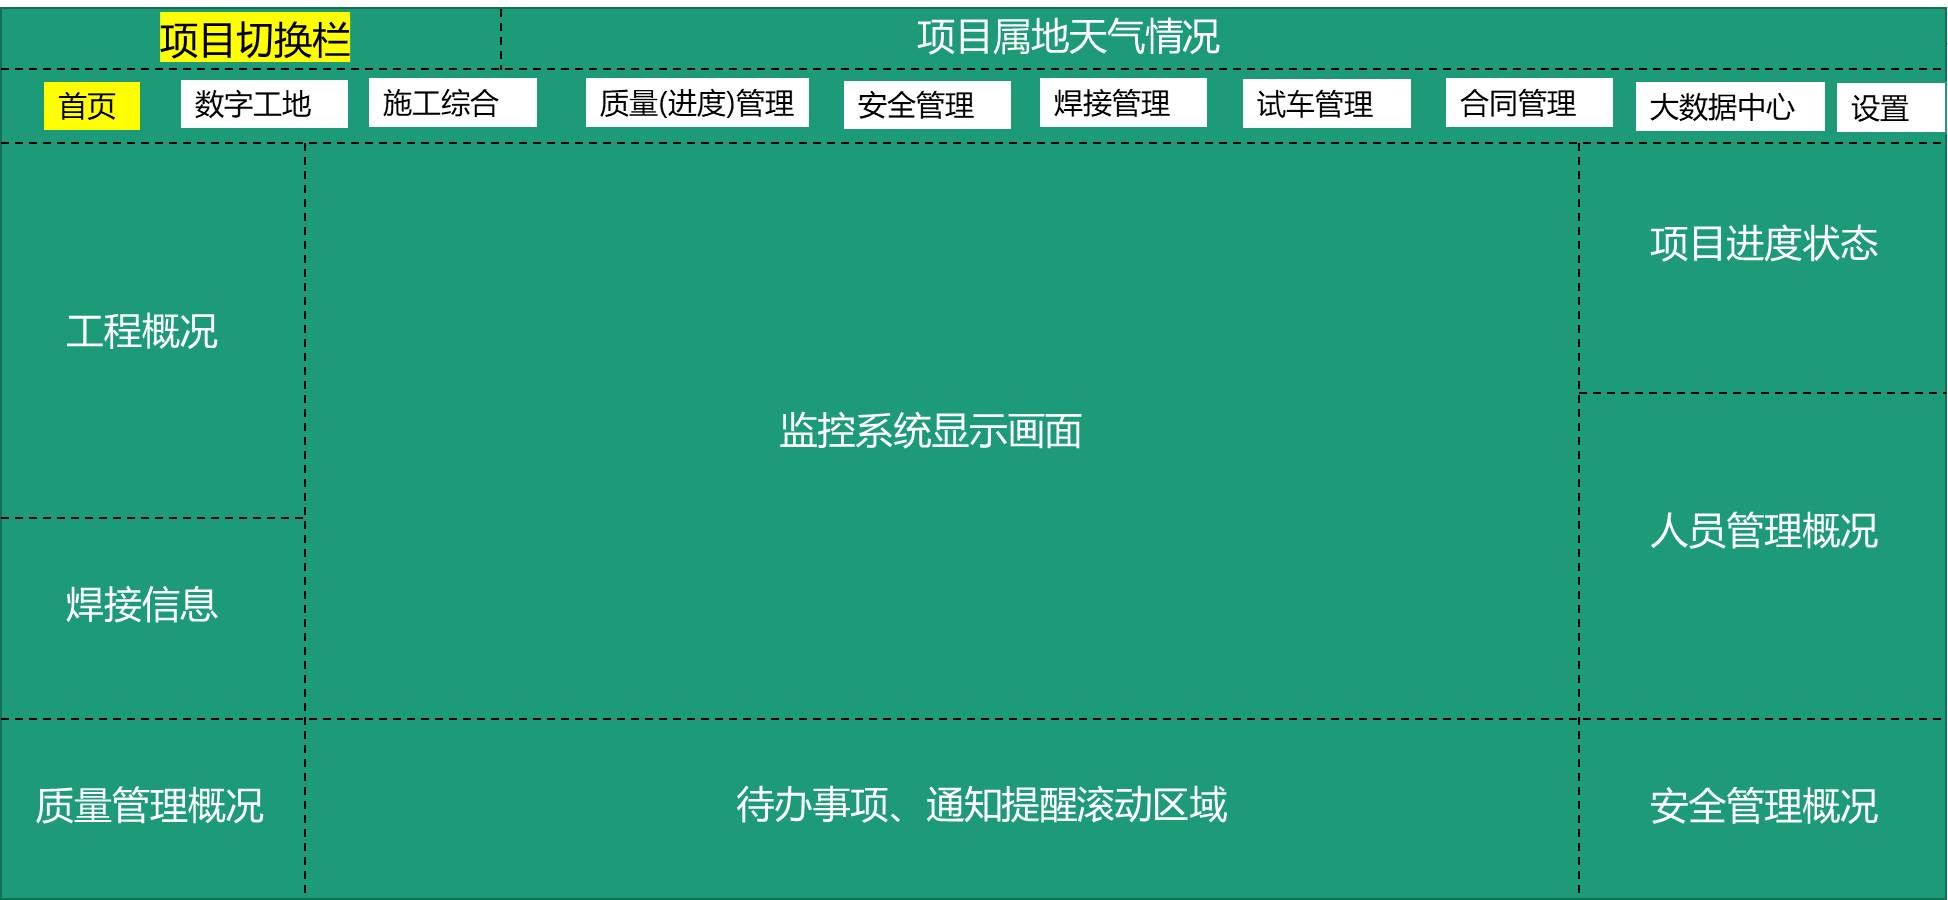 项目切换栏
项目属地天气情况
首页
数字工地
施工综合
质量(进度)管理
安全管理
焊接管理
试车管理
合同管理
大数据中心
设置
工程概况
焊接信息
监控系统显示画面
项目进度状态
人员管理概况
质量管理概况
待办事项、通知提醒滚动区域
安全管理概况